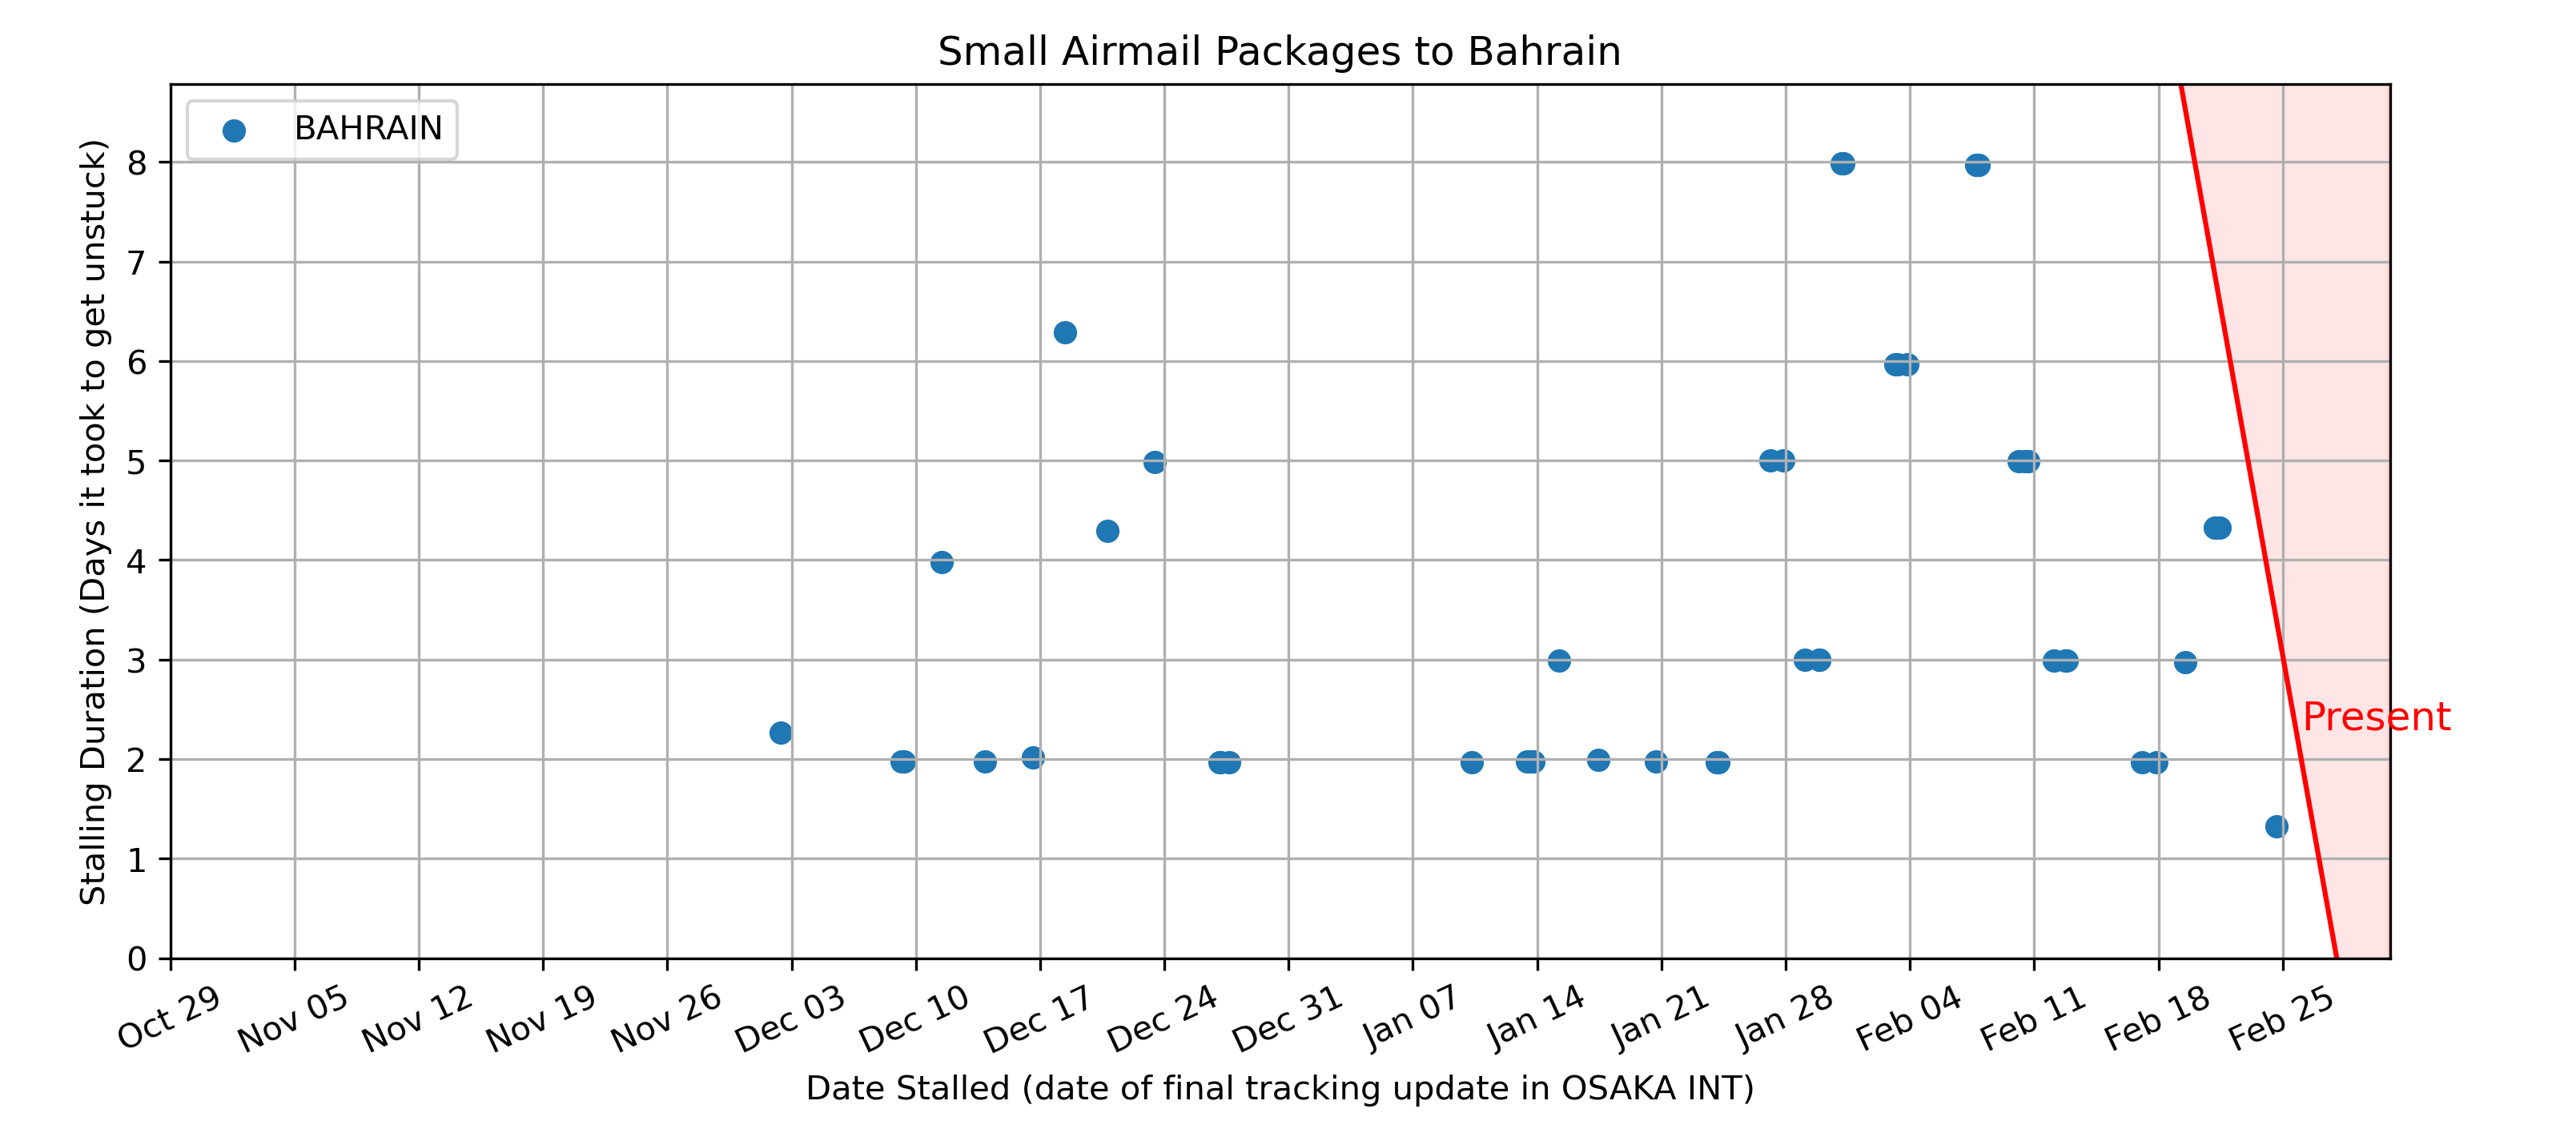 Small Airmail Packages to Bahrain
BAHRAIN
Stalling Duration (Days it took to get unstuck)
8
7
6
5
4
3
2
1
0
Present
Oct 29 Nov 05 Nov 12 Nov 19 Nov 26 Dec 03 Dec 10 Dec 17 Dec 24 Dec 31 Jan 07 Jan 14 Jan 21 Jan 28 Feb 04 Feb 11 Feb 18 Feb 25
Date Stalled (date of final tracking update in OSAKA INT)